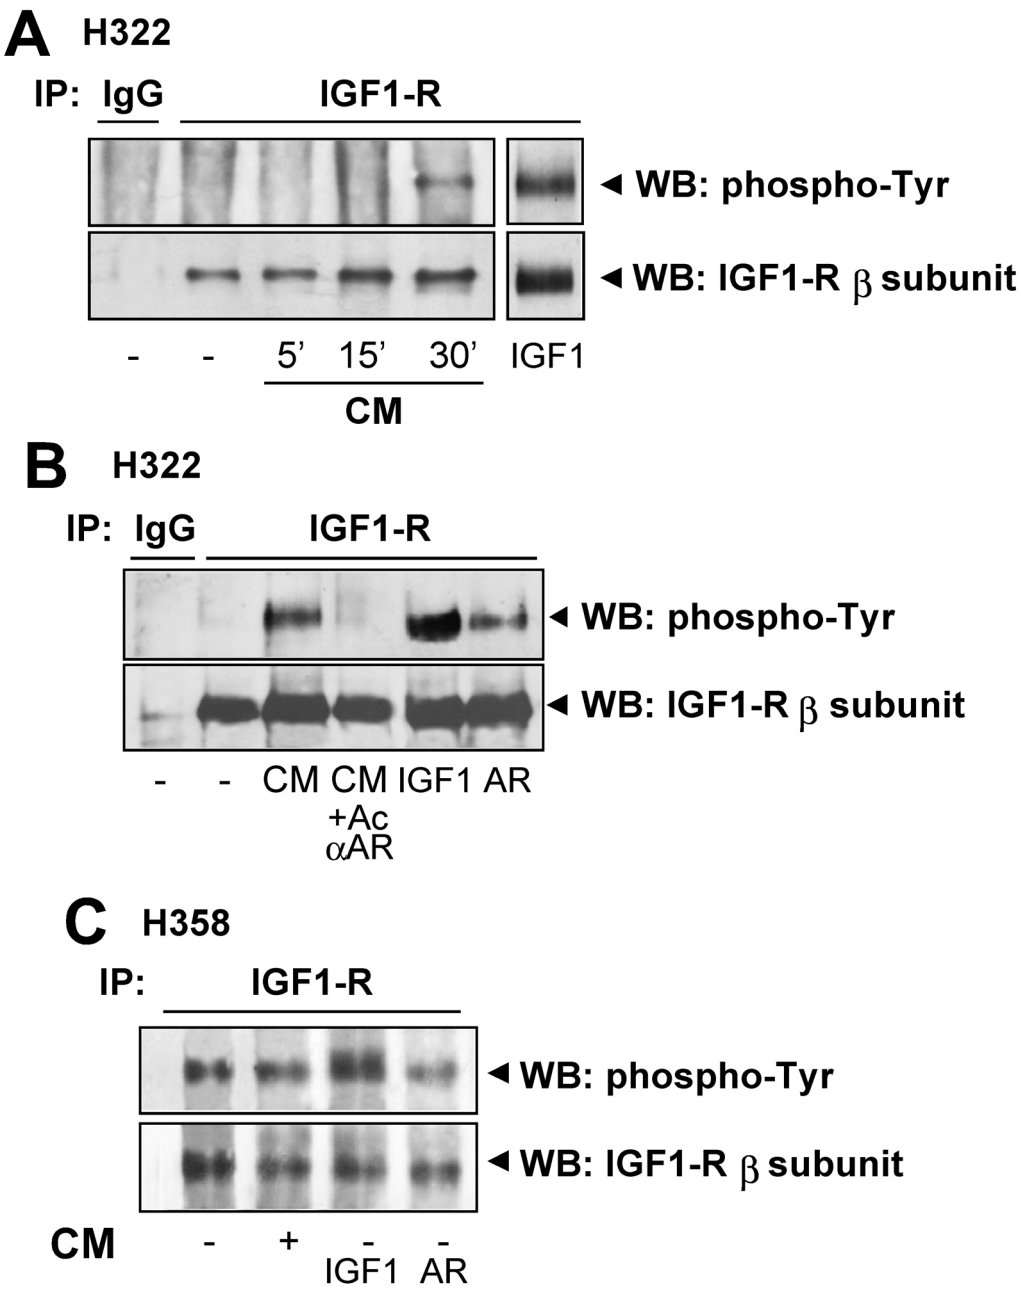 A H322
IP: IgG IGF1-R
WB: phospho-Tyr
WB: IGF1-R β subunit
- - 5’ 15’ 30’ IGF1
CM
B H322
IP: IgG IGF1-R
WB: phospho-Tyr
WB: IGF1-R β subunit
- - CM CM IGF1 AR
+Ac
αAR
C H358
IP: IGF1-R
WB: phospho-Tyr
WB: IGF1-R β subunit
CM - + - -
IGF1 AR